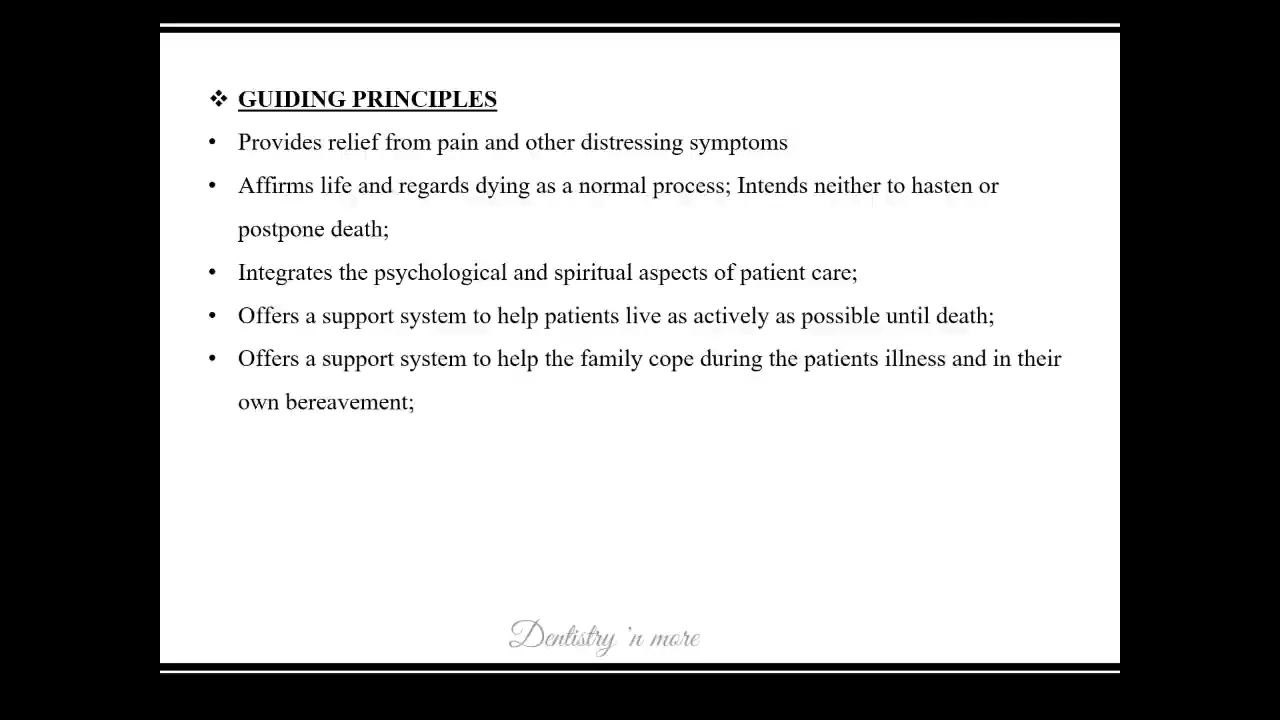 ❖ GUIDING PRINCIPLES
• Provides relief from pain and other distressing symptoms
• Affirms life and regards dying as a normal process; Intends neither to hasten or
postpone death;
• Integrates the psychological and spiritual aspects of patient care;
• Offers a support system to help patients live as actively as possible until death;
• Offers a support system to help the family cope during the patients illness and in their
own bereavement;
Dentistry 'n more